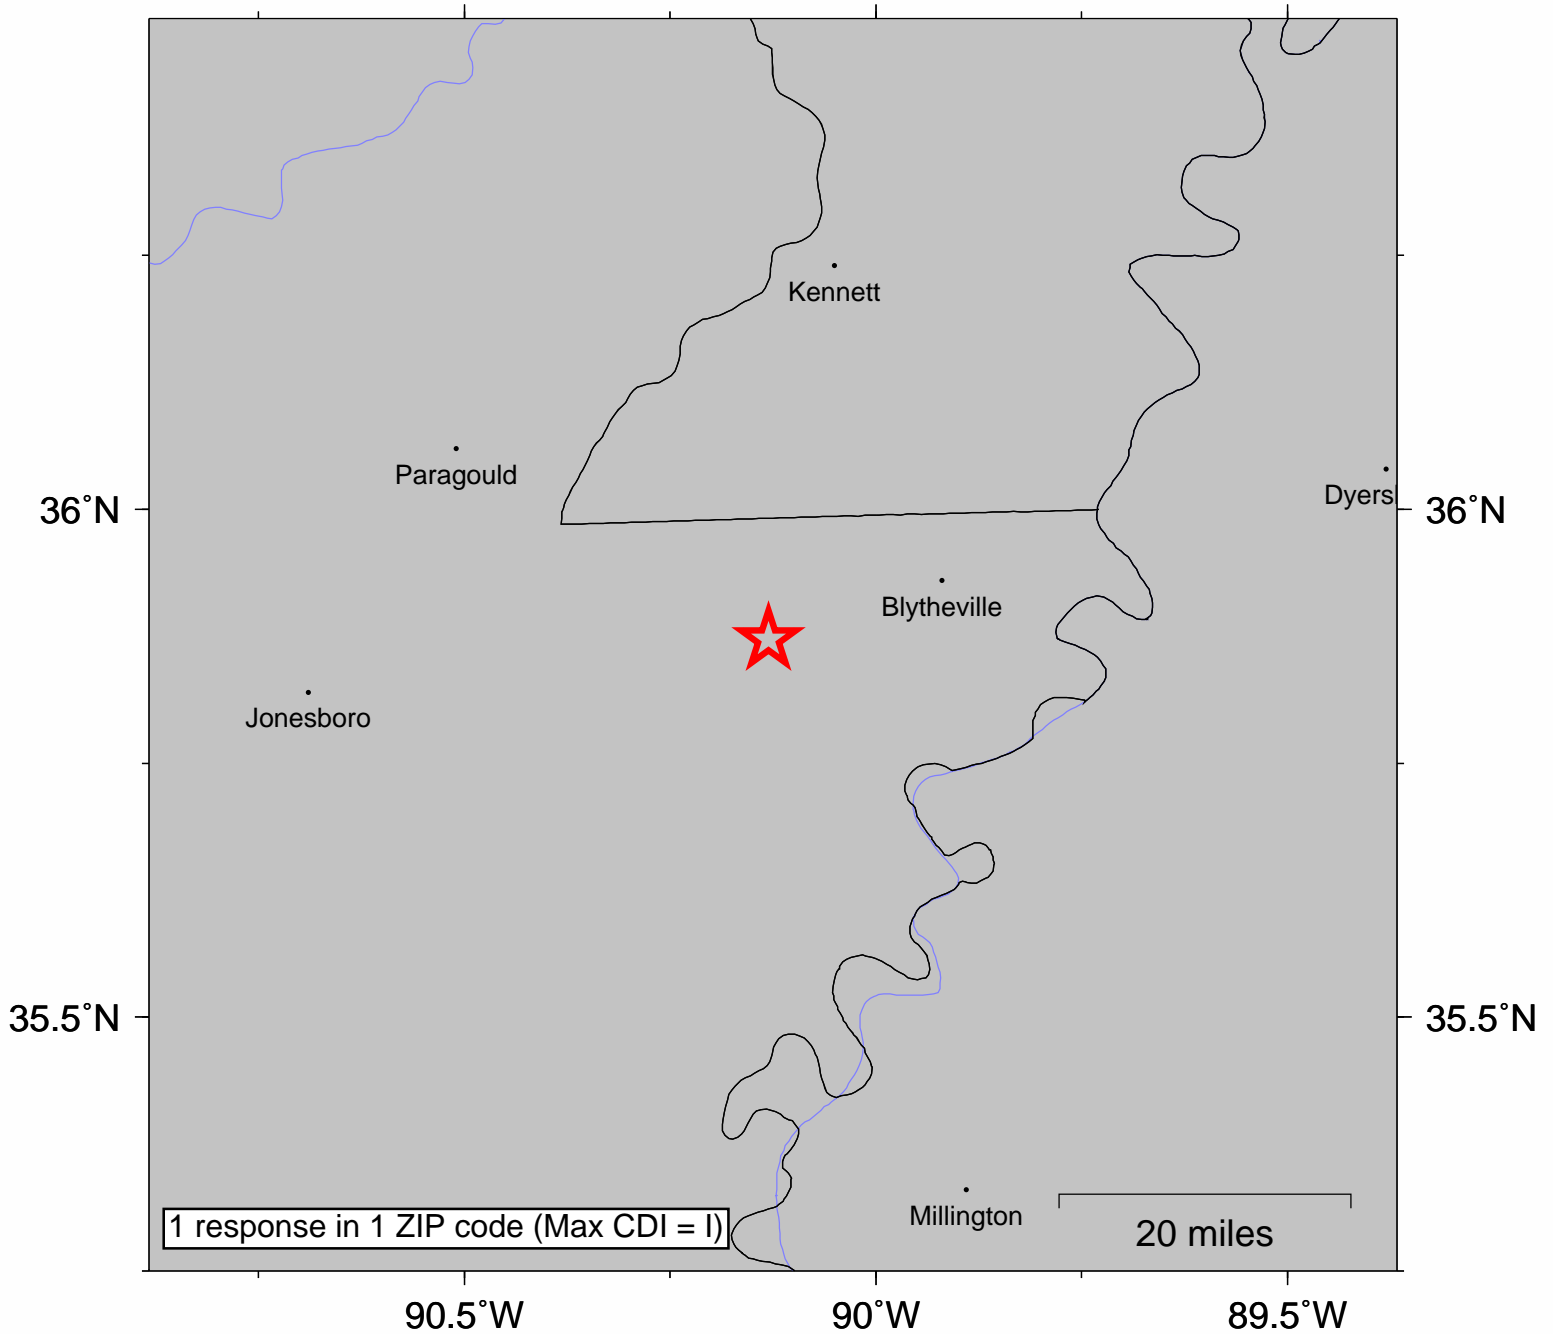 Kennett
Paragould
Dyers
36°N
36°N
Blytheville
Jonesboro
35.5°N
35.5°N
Millington
1 response in 1 ZIP code (Max CDI = I)
20 miles
90.5°W
90°W
89.5°W